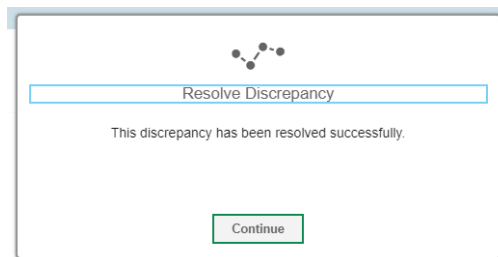 Resolve Discrepancy
This discrepancy has been resolved successfully.
Continue